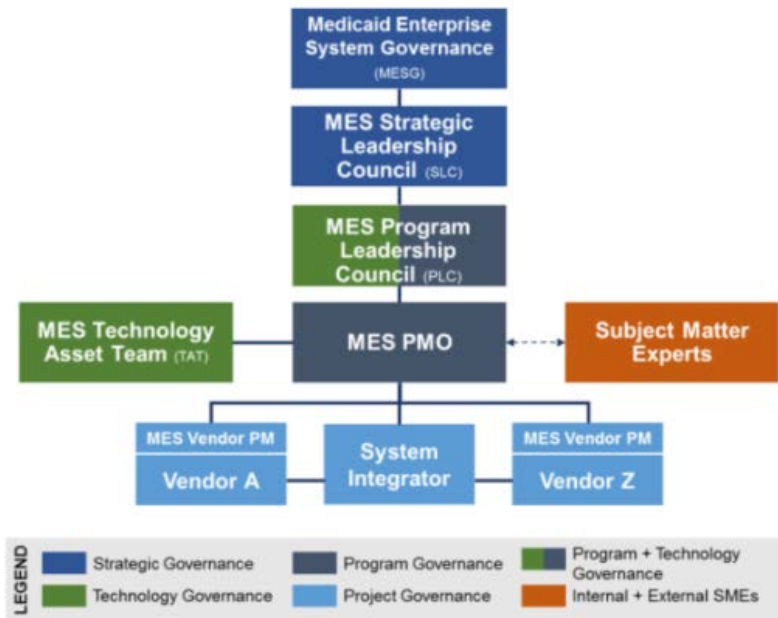 Medicaid Enterprise
System Governance
(MESG)
MES Strategic
Leadership
Council (SLC)
MES Program
Leadership
Council (PLC)
MES Technology
Asset Team (TAT)
MES PMO
Subject Matter
Experts
MES Vendor PM
Vendor A
System
Integrator
MES Vendor PM
Vendor Z
LEGEND
Strategic Governance
Program Governance
Program + Technology
Governance
Technology Governance
Project Governance
Internal + External SMEs